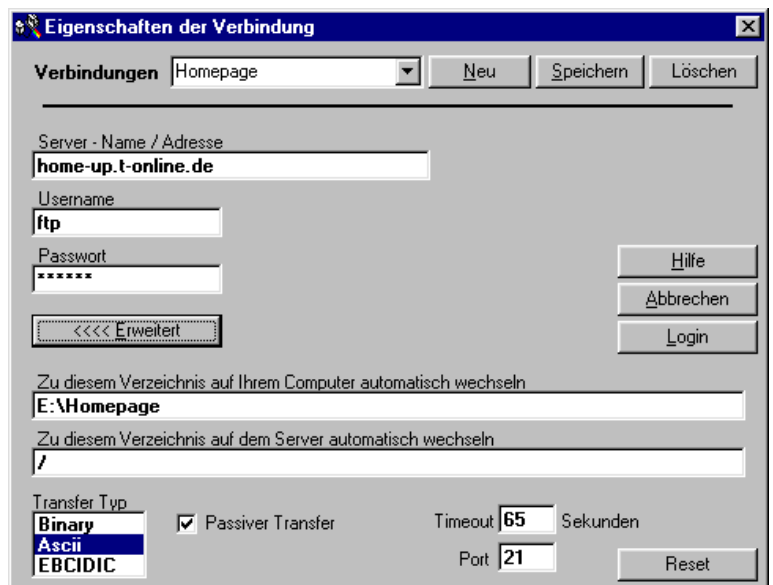 Eigenschaften der Verbindung
Verbindungen Homepage Neu Speichern Löschen
Server - Name / Adresse
home-up.t-online.de
Username
ftp
Passwort
******
<<<< Erweitert
Hilfe
Abbrechen
Login
Zu diesem Verzeichnis auf Ihrem Computer automatisch wechseln
E:\Homepage
Zu diesem Verzeichnis auf dem Server automatisch wechseln
/
Transfer Typ
Binary
Ascii
EBCIDIC
Passiver Transfer
Timeout 65 Sekunden
Port 21
Reset